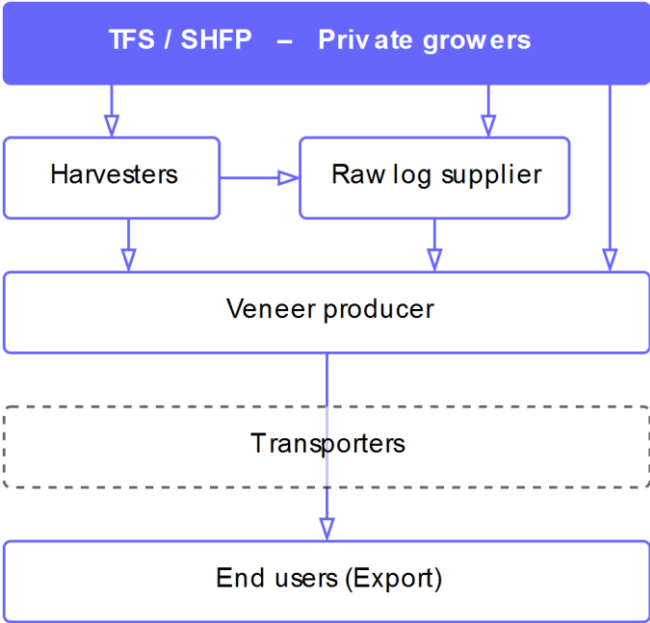 TFS / SHFP – Private growers
Harvesters
Raw log supplier
Veneer producer
Transporters
End users (Export)